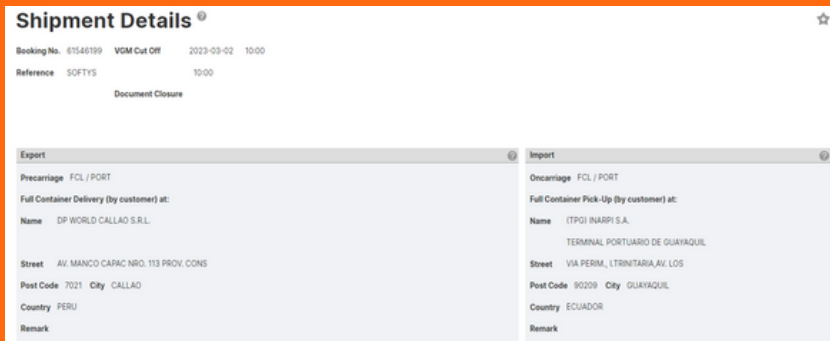 Shipment Details
Booking No. 61546199 VGM Cut Off 2023-03-02 10:00
Reference SOFTYS 10:00
Document Closure
Export
Precarriage FCL / PORT
Full Container Delivery (by customer) at:
Name DP WORLD CALLAO S.R.L.
Street AV. MANCO CAPAC NRO. 113 PROV. CONS
Post Code 7021 City CALLAO
Country PERU
Remark
Import
Oncarriage FCL / PORT
Full Container Pick-Up (by customer) at:
Name (TPG) INARPI S.A.
TERMINAL PORTUARIO DE GUAYAQUIL
Street VIA PERIM., I.TRINITARIA,AV. LOS
Post Code 90209 City GUAYAQUIL
Country ECUADOR
Remark